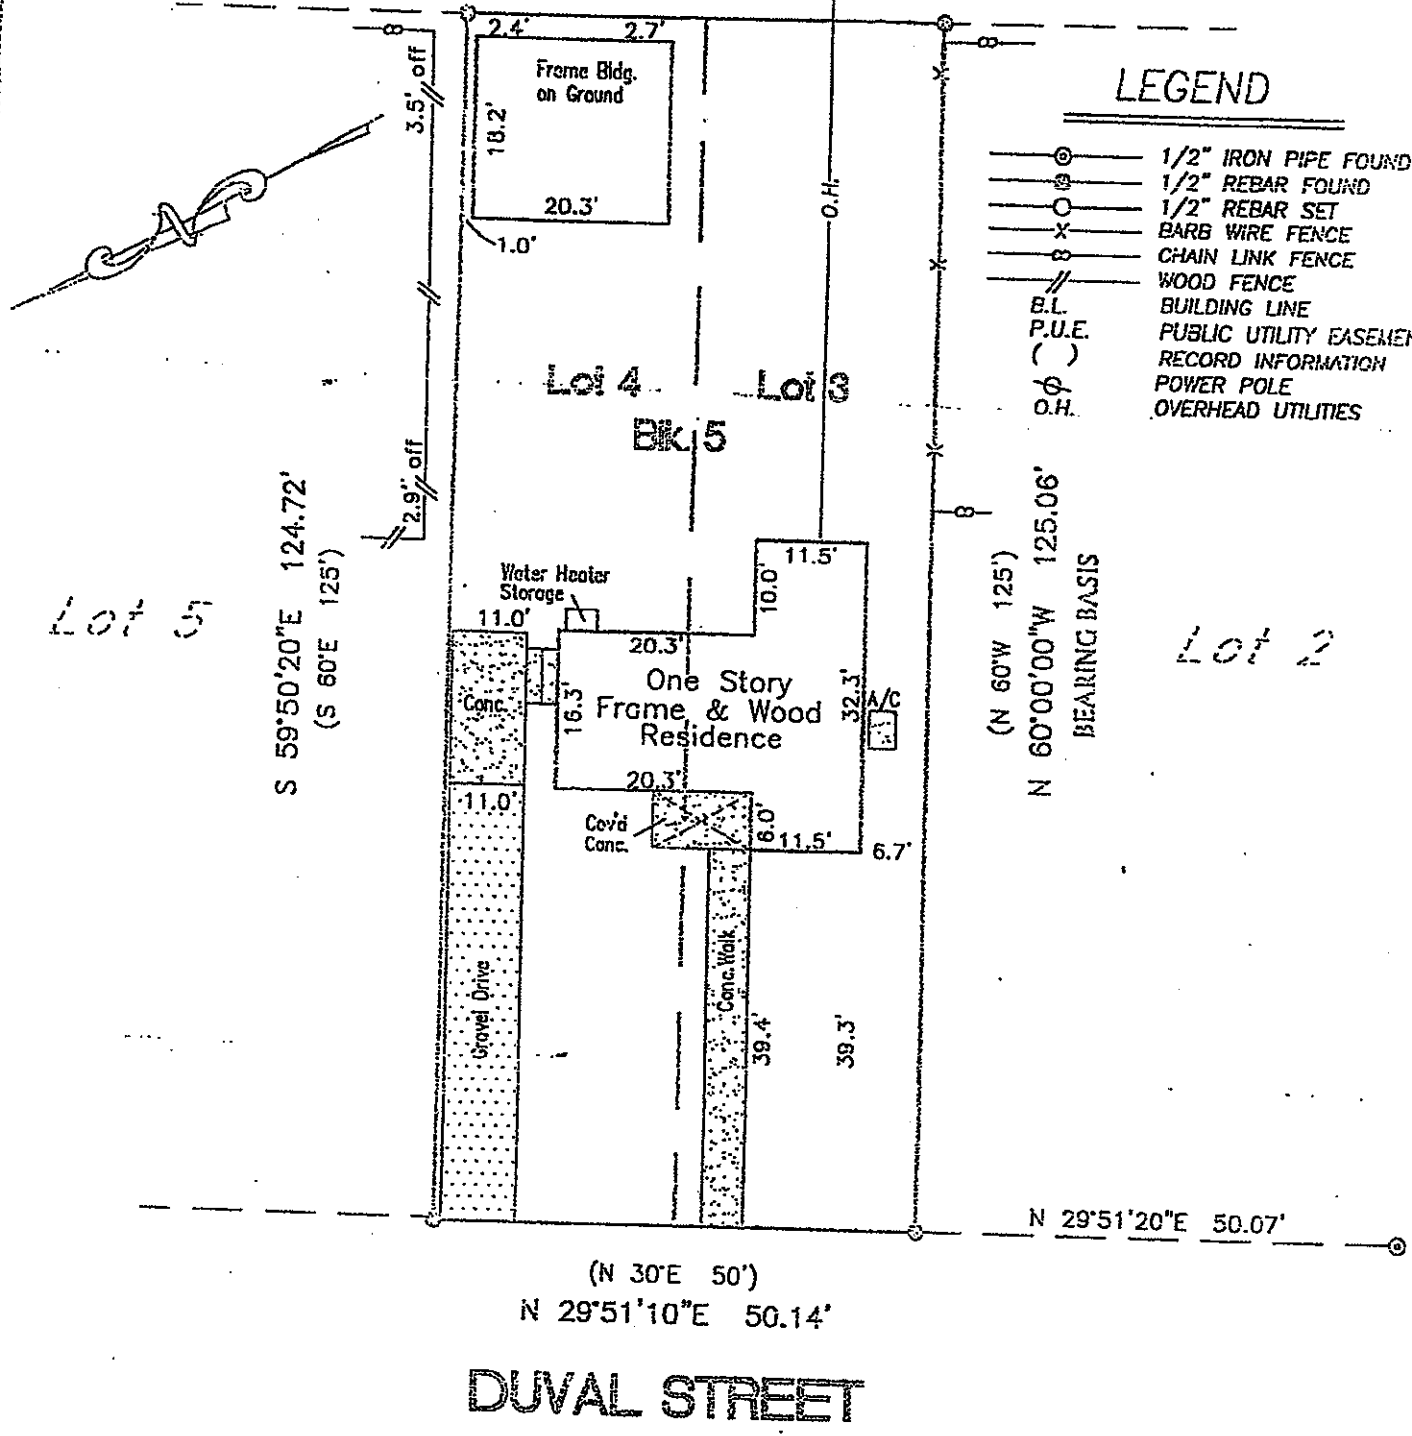 2.4' 2.7'
Frame Bldg.
on Ground
18.2'
20.3'
1.0'
3.5' off
2.9" off
O.H.
LEGEND
1/2" IRON PIPE FOUND
1/2" REBAR FOUND
1/2" REBAR SET
X BARB WIRE FENCE
CHAIN LINK FENCE
// WOOD FENCE
B.L. BUILDING LINE
P.U.E. PUBLIC UTILITY EASEMEN
( ) RECORD INFORMATION
POWER POLE
O.H. OVERHEAD UTILITIES
N
Lot 4 Lot 3
Bk. 5
S 59°50'20"E 124.72'
(S 60°E 125')
(N 60°W 125')
N 60°00'00"W 125.06'
BEARING BASIS
Lot 5
Lot 2
Water Heater
Storage
11.0'
11.5'
10.0'
20.3'
One Story
Frame & Wood
Residence
Conc.
16.3'
32.3'
A/C
20.3'
11.0'
Cov'd
Conc.
6.0'
11.5'
6.7'
Gravel Drive
Conc. Walk
39.4'
39.3'
N 29°51'20"E 50.07'
(N 30°E 50')
N 29°51'10"E 50.14'
DUVAL STREET